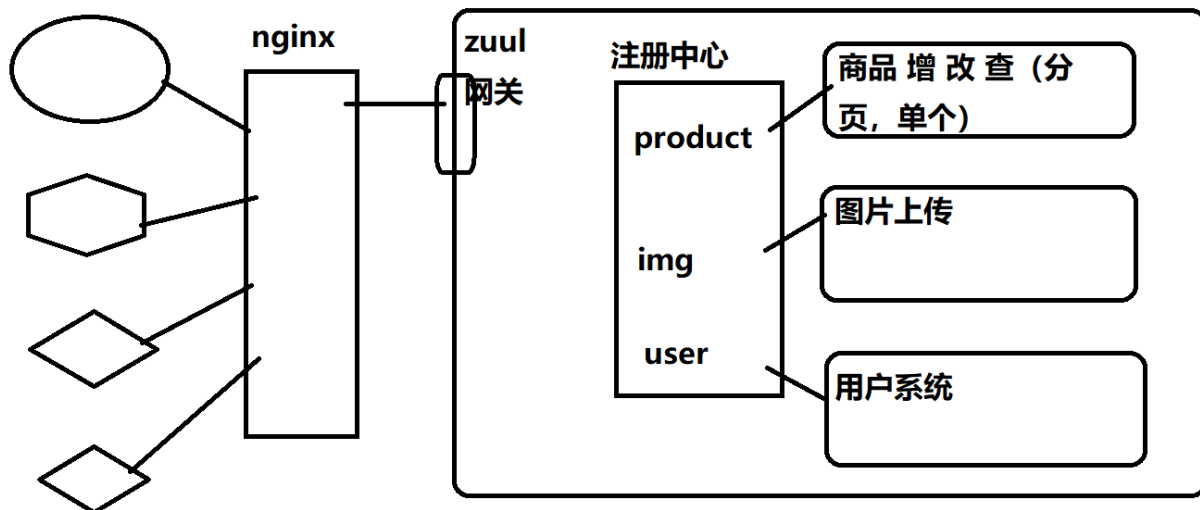 nginx
zuul
网关
注册中心
product
img
user
商品 增 改 查（分
页，单个）
图片上传
用户系统